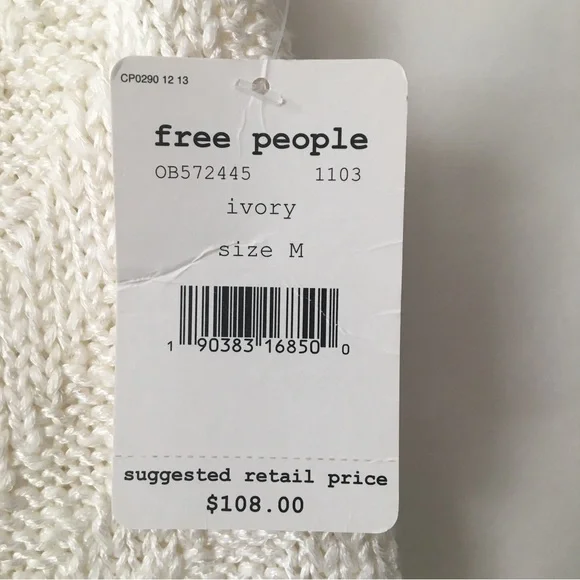 CP0290 12 13
free people
OB572445 1103
ivory
size M
1 90383 16850 0
suggested retail price
$108.00